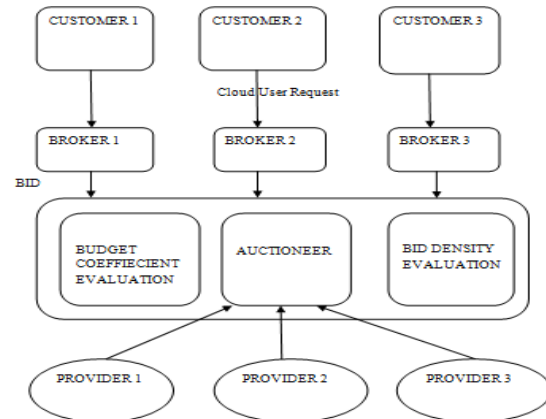 CUSTOMER 1
CUSTOMER 2
CUSTOMER 3
Cloud User Request
BROKER 1
BROKER 2
BROKER 3
BID
BUDGET
COEFFIECIENT
EVALUATION
AUCTIONEER
BID DENSITY
EVALUATION
PROVIDER 1
PROVIDER 2
PROVIDER 3